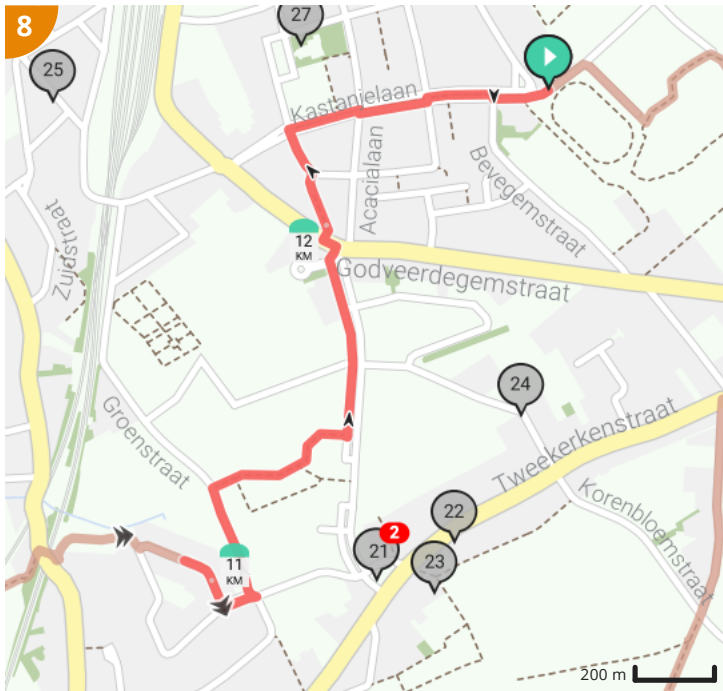 8
27
25
Kastanjelaan
Acacialaan
Bevegemstraat
Zuidstraat
12
KM
Godveerdegemstraat
24
Groenstraat
Tweekerkenstraat
Korenbloemstraat
22
2
21
23
11
KM
200 m